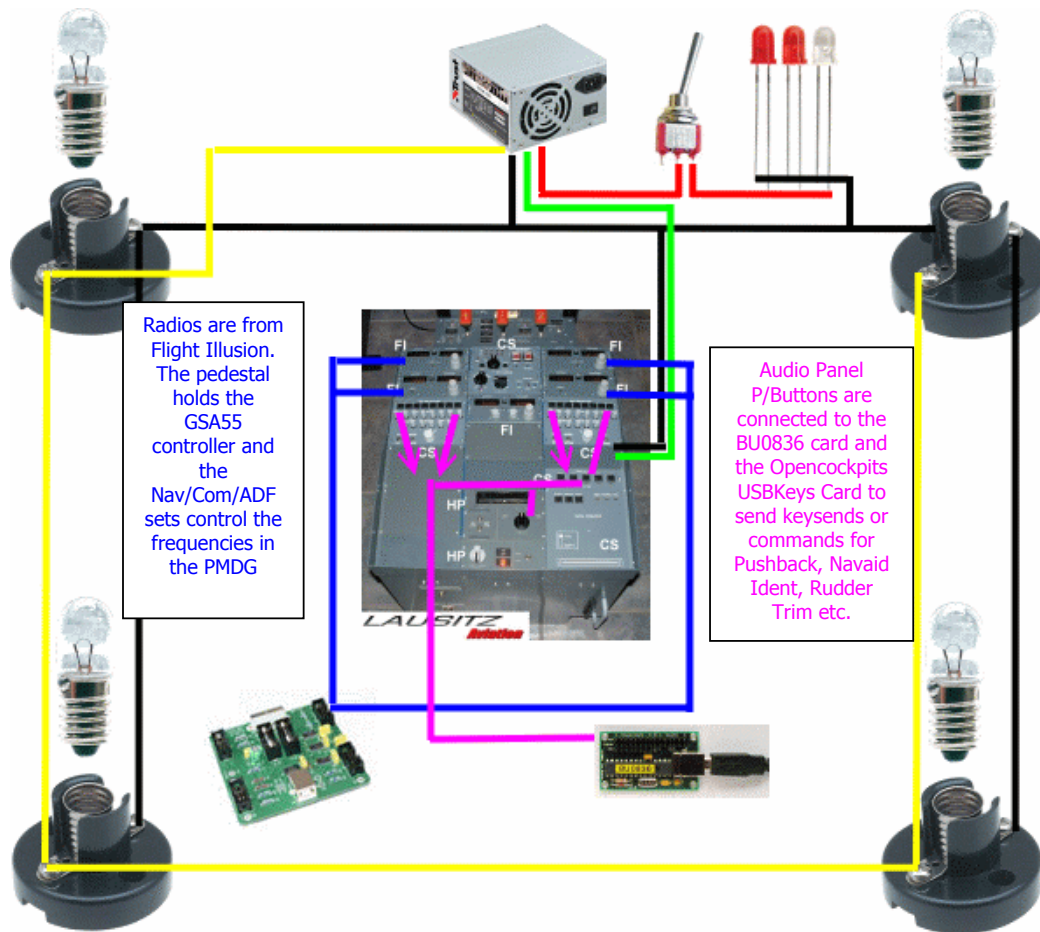 Trust
FI
CS
FI
FI
FI
CS
CS
CS
HP
HP
CS
LAUSITZ
Aviation
Radios are from
Flight Illusion.
The pedestal
holds the
GSA55
controller and
the
Nav/Com/ADF
sets control the
frequencies in
the PMDG
Audio Panel
P/Buttons are
connected to the
BU0836 card and
the Opencockpits
USBKeys Card to
send keysends or
commands for
Pushback, Navaid
Ident, Rudder
Trim etc.
BU0836